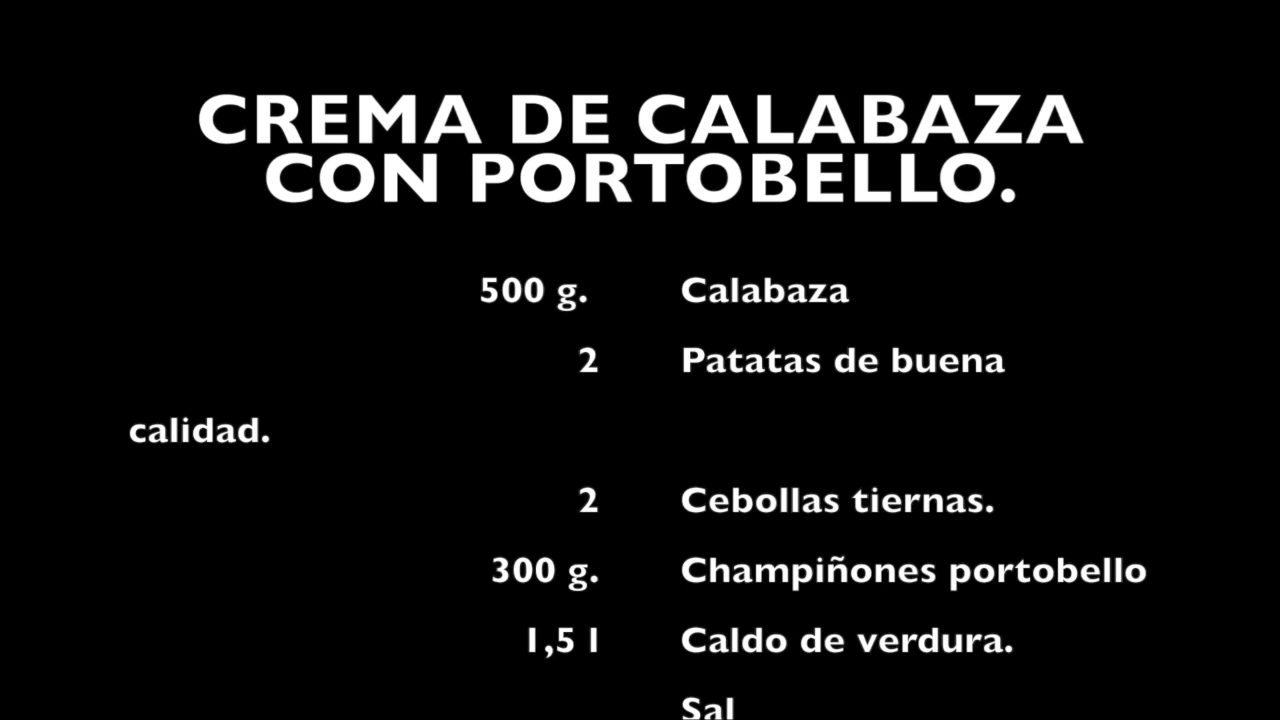 CREMA DE CALABAZA
CON PORTOBELLO.
500 g. Calabaza
2 Patatas de buena
calidad.
2 Cebollas tiernas.
300 g. Champiñones portobello
1,5 l Caldo de verdura.
Sal